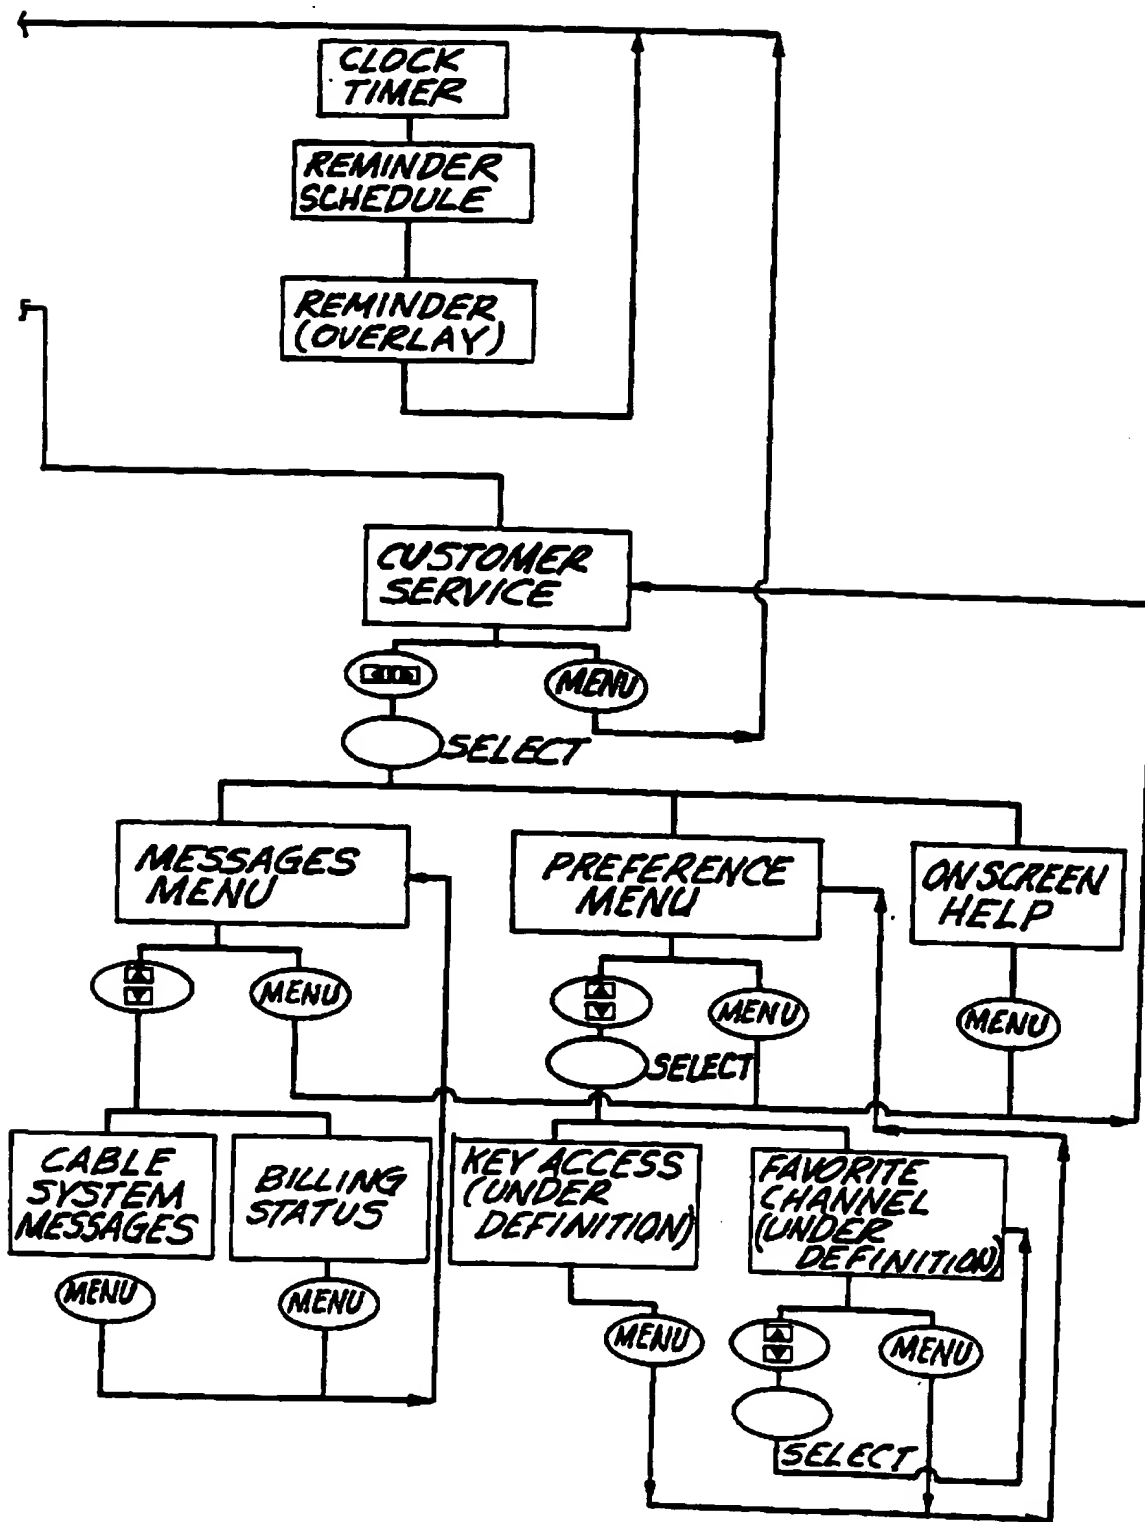 CLOCK
TIMER
REMINDER
SCHEDULE
REMINDER
(OVERLAY)
CUSTOMER
SERVICE
MENU
SELECT
MESSAGES
MENU
PREFERENCE
MENU
ON SCREEN
HELP
MENU
MENU
MENU
SELECT
CABLE
SYSTEM
MESSAGES
BILLING
STATUS
KEY ACCESS
(UNDER
DEFINITION)
FAVORITE
CHANNEL
(UNDER
DEFINITION)
MENU
MENU
MENU
MENU
SELECT